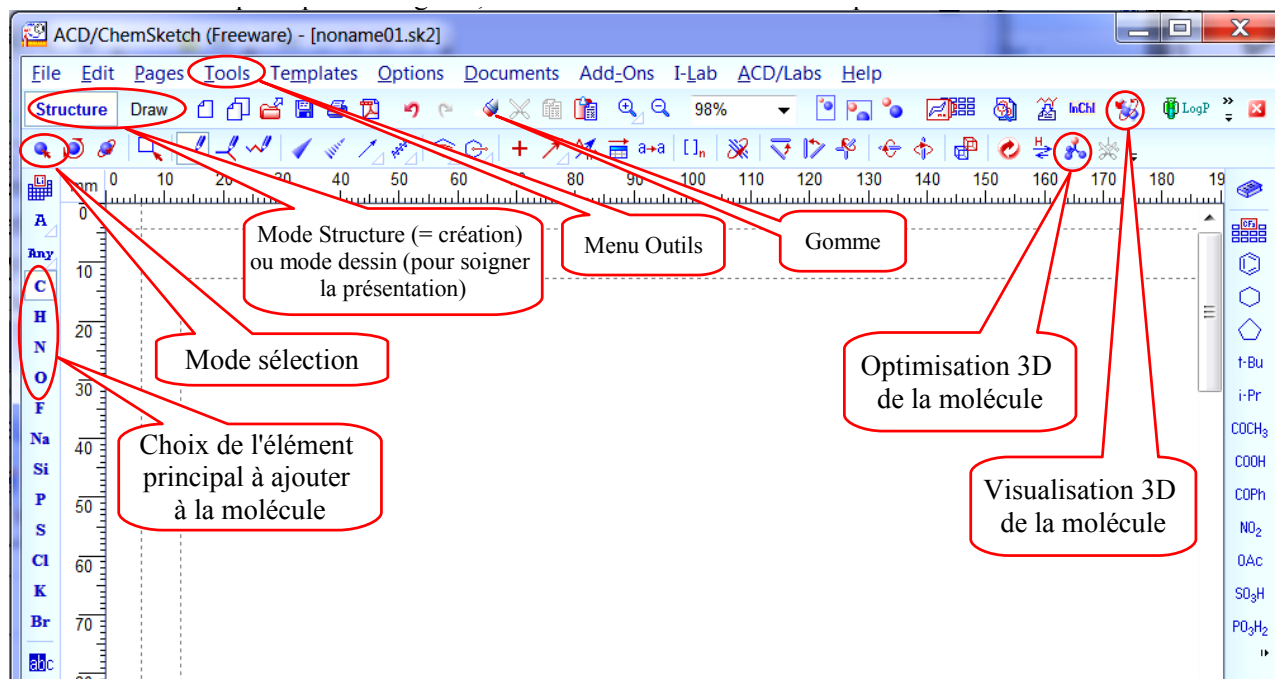 ACD/ChemSketch (Freeware) - [noname01.sk2]
File Edit Pages Tools Templates Options Documents Add-Ons I-Lab ACD/Labs Help
Structure Draw 98% InChI LogP
a→a [ ]n H
mm 0 10 20 30 40 50 60 70 80 90 100 110 120 130 140 150 160 170 180 19
0
10
20
30
40
50
60
70
A
Any
C
H
N
O
F
Na
Si
P
S
Cl
K
Br
abc
Mode Structure (= création)
ou mode dessin (pour soigner
la présentation)
Menu Outils
Gomme
Mode sélection
Choix de l'élément
principal à ajouter
à la molécule
Optimisation 3D
de la molécule
Visualisation 3D
de la molécule
CF₃
t-Bu
i-Pr
COCH₃
COOH
COPh
NO₂
OAc
SO₃H
PO₃H₂